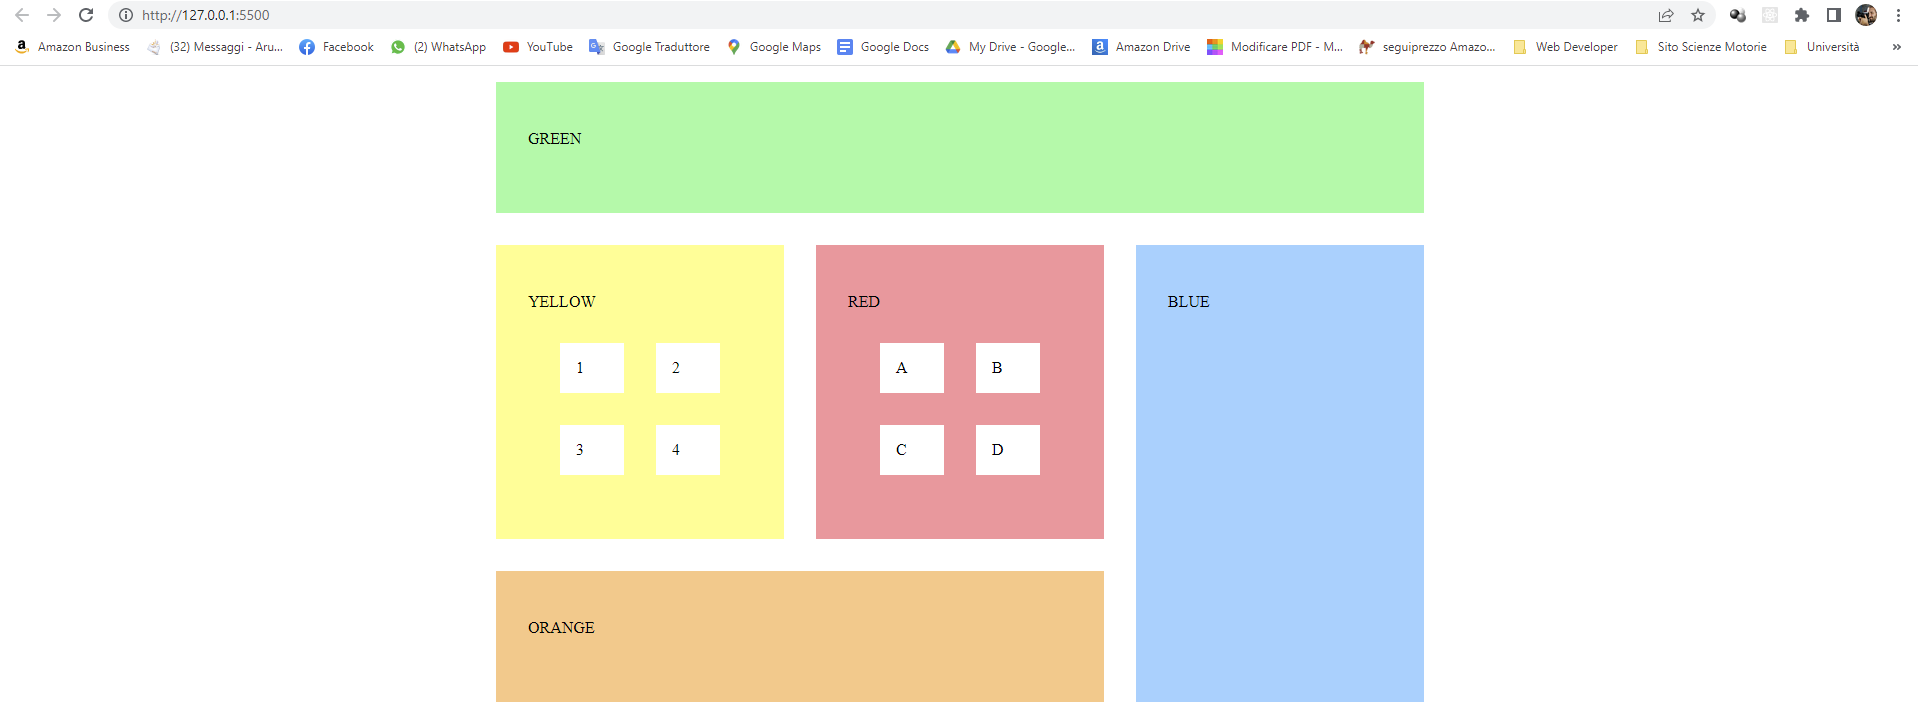 http://127.0.0.1:5500
Amazon Business (32) Messaggi - Aru... Facebook (2) WhatsApp YouTube Google Traduttore Google Maps Google Docs My Drive - Google... Amazon Drive Modificare PDF - M... seguiprezzo Amazo... Web Developer Sito Scienze Motorie Università »
GREEN
YELLOW RED BLUE
1 2 A B
3 4 C D
ORANGE